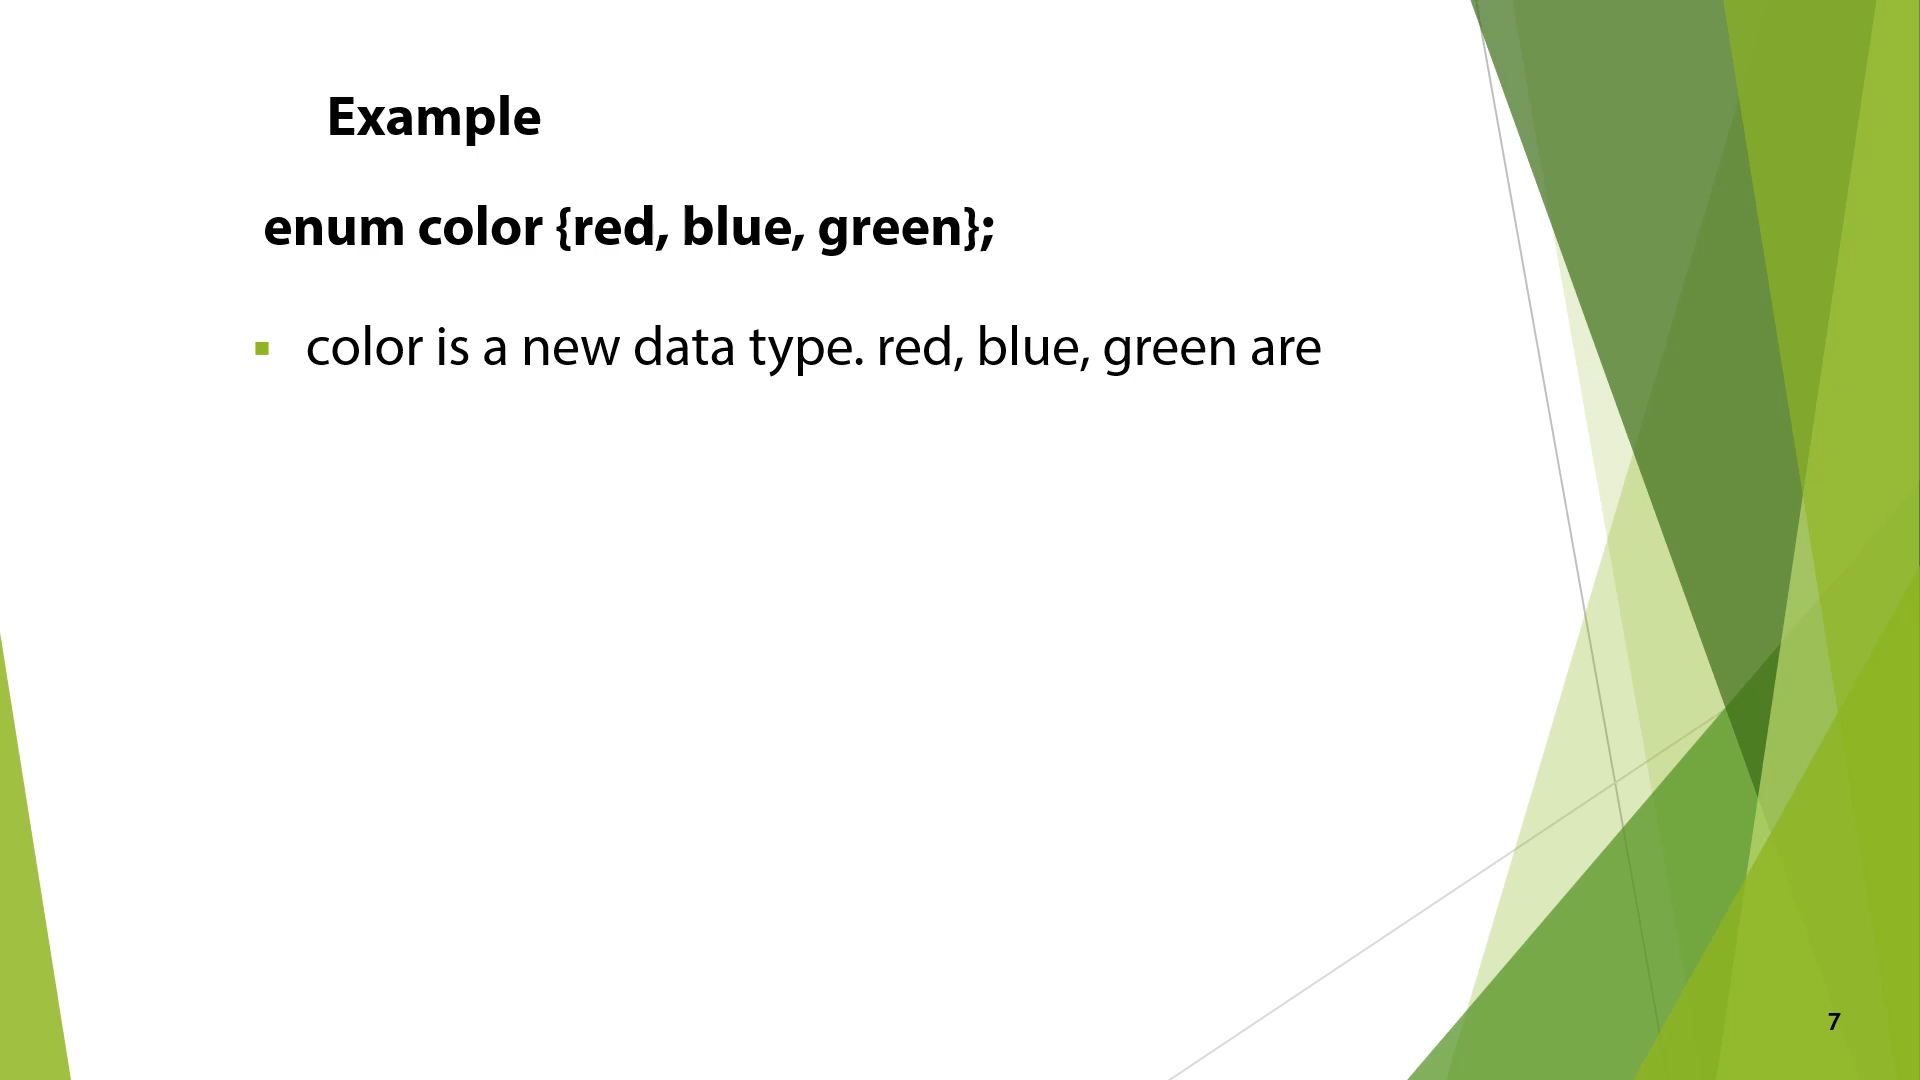 Example
enum color {red, blue, green};
▪ color is a new data type. red, blue, green are
7